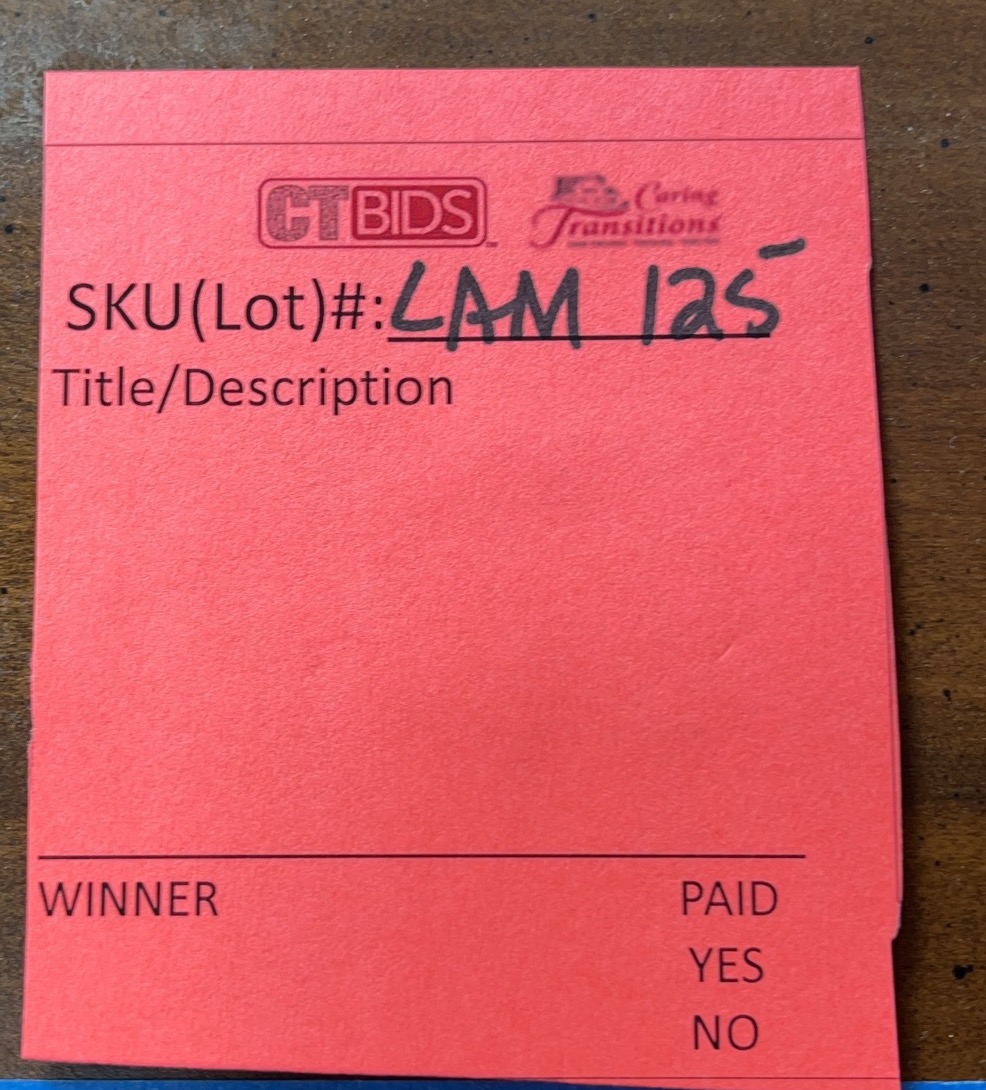 CTBIDS
Caring
Transitions
SKU(Lot)#: LAM 125
Title/Description
WINNER PAID
YES
NO